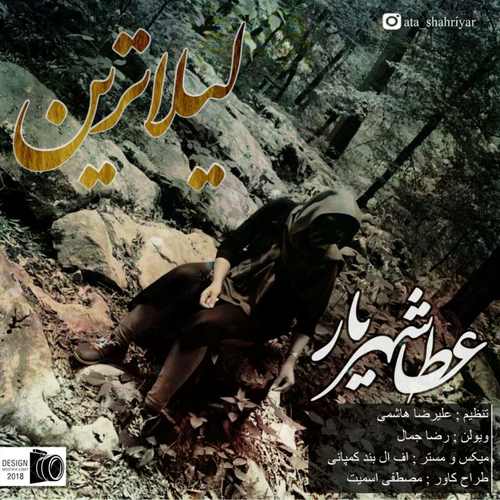 ata_shahriyar
لیلاترین
عطا شهریار
تنظیم : علیرضا هاشمی
ویولن : رضا جمال
میکس و مستر : اف ال بند کمپانی
طراح کاور : مصطفی اسمیت
DESIGN
2018